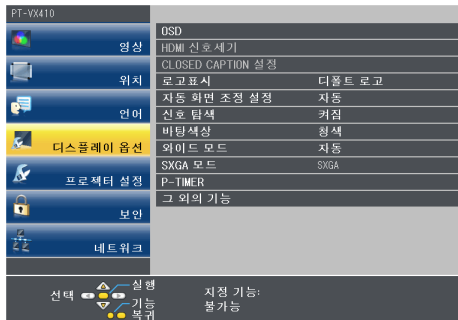 PT-VX410
영상
위치
언어
디스플레이 옵션
프로젝터 설정
보안
네트워크
OSD
HDMI 신호세기
CLOSED CAPTION 설정
로고표시 디폴트 로고
자동 화면 조정 설정 자동
신호 탐색 켜짐
바탕색상 청색
와이드 모드 자동
SXGA 모드 SXGA
P-TIMER
그 외의 기능
선택
실행
기능
복귀
지정 기능:
불가능